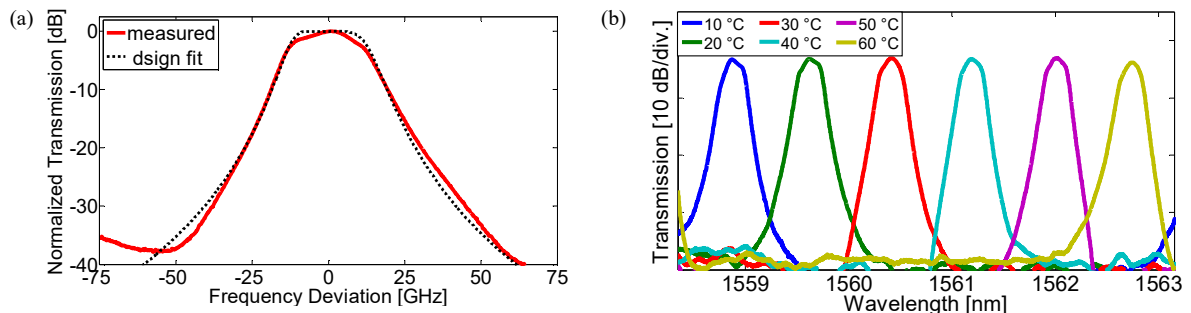 (a)
Normalized Transmission [dB]
0
-10
-20
-30
-40
measured
dsign fit
-75
-50
-25
0
25
50
75
Frequency Deviation [GHz]
(b)
Transmission [10 dB/div.]
10 °C 30 °C 50 °C
20 °C 40 °C 60 °C
1559
1560
1561
1562
1563
Wavelength [nm]